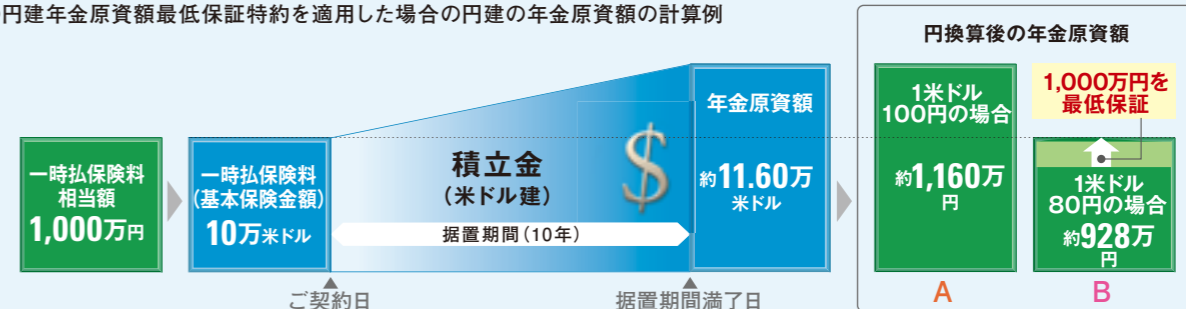 円建年金原資額最低保証特約を適用した場合の円建の年金原資額の計算例
一時払保険料
相当額
1,000万円
一時払保険料
(基本保険金額)
10万米ドル
積立金
(米ドル建)
$
据置期間(10年)
年金原資額
約11.60万
米ドル
ご契約日
据置期間満了日
円換算後の年金原資額
1米ドル
100円の場合
約1,160万
円
A
1,000万円を
最低保証
1米ドル
80円の場合
約928万
円
B